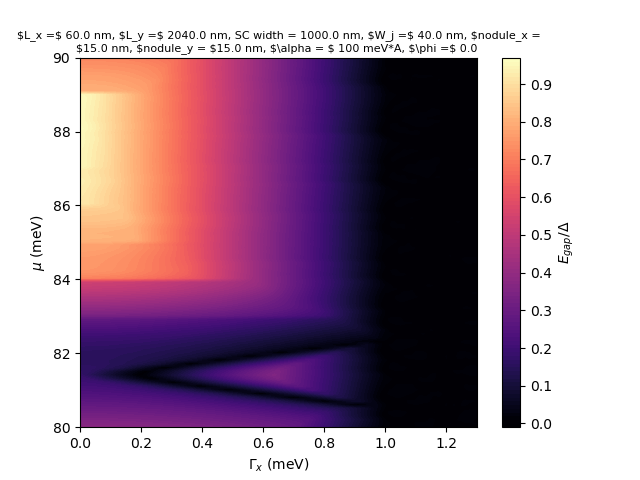 $L_x =$ 60.0 nm, $L_y =$ 2040.0 nm, SC width = 1000.0 nm, $W_j =$ 40.0 nm, $nodule_x =
$15.0 nm, $nodule_y = $15.0 nm, $\alpha = $ 100 meV*A, $\phi =$ 0.0
90
88
86
84
82
80
μ (meV)
0.0 0.2 0.4 0.6 0.8 1.0 1.2
Γₓ (meV)
0.9
0.8
0.7
0.6
0.5
0.4
0.3
0.2
0.1
0.0
E_gap/Δ